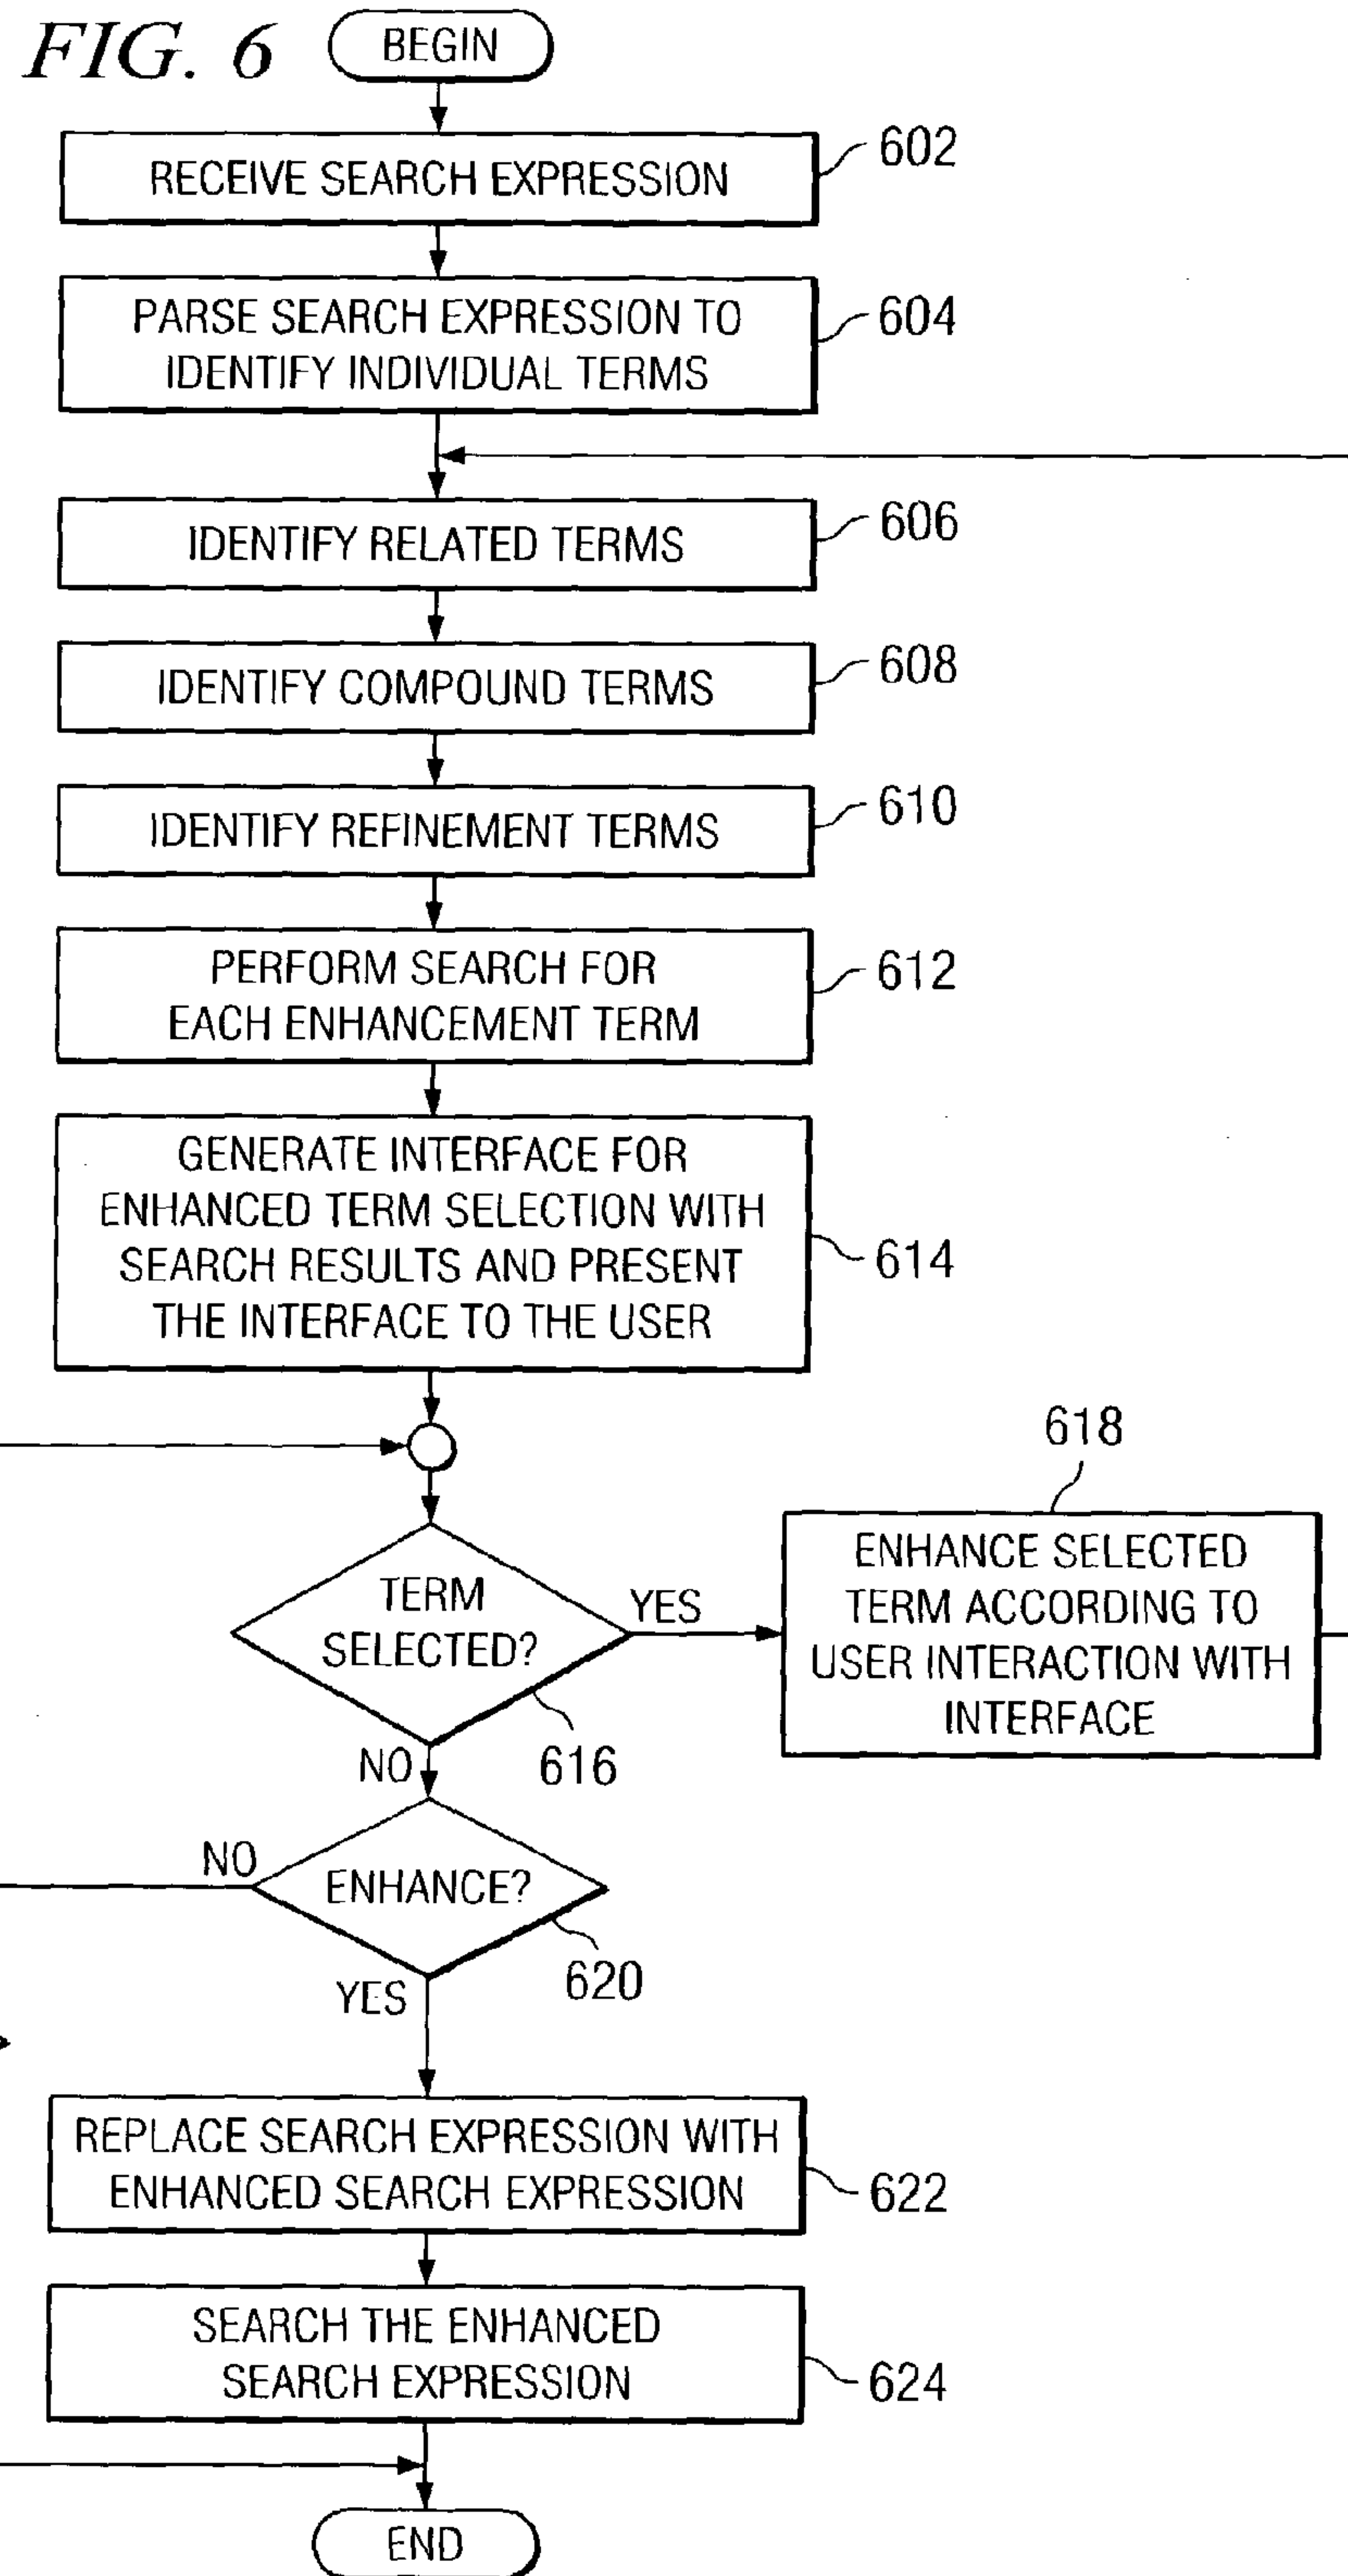 FIG. 6
BEGIN
RECEIVE SEARCH EXPRESSION
602
PARSE SEARCH EXPRESSION TO
IDENTIFY INDIVIDUAL TERMS
604
IDENTIFY RELATED TERMS
606
IDENTIFY COMPOUND TERMS
608
IDENTIFY REFINEMENT TERMS
610
PERFORM SEARCH FOR
EACH ENHANCEMENT TERM
612
GENERATE INTERFACE FOR
ENHANCED TERM SELECTION WITH
SEARCH RESULTS AND PRESENT
THE INTERFACE TO THE USER
614
TERM
SELECTED?
616
YES
618
ENHANCE SELECTED
TERM ACCORDING TO
USER INTERACTION WITH
INTERFACE
NO
ENHANCE?
620
NO
YES
REPLACE SEARCH EXPRESSION WITH
ENHANCED SEARCH EXPRESSION
622
SEARCH THE ENHANCED
SEARCH EXPRESSION
624
END